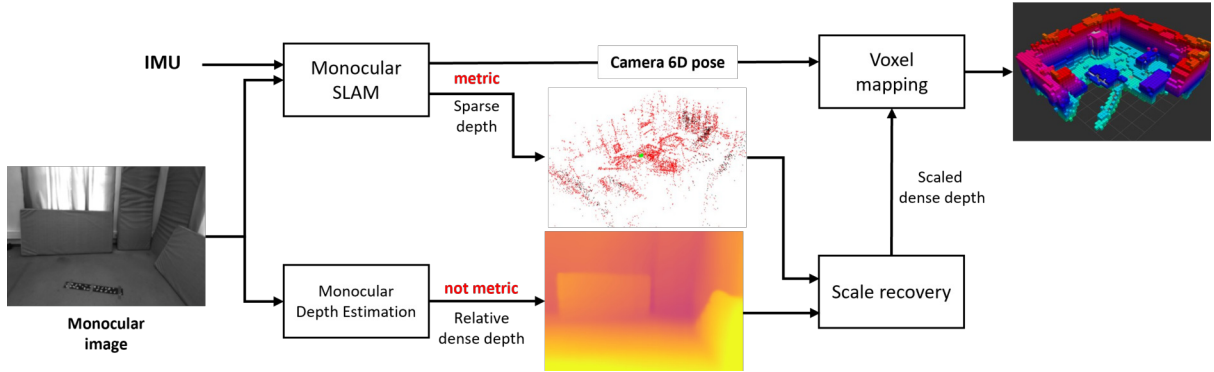 IMU
Monocular
SLAM
metric
Sparse
depth
Camera 6D pose
Voxel
mapping
Scaled
dense depth
Monocular
image
Monocular
Depth Estimation
not metric
Relative
dense depth
Scale recovery